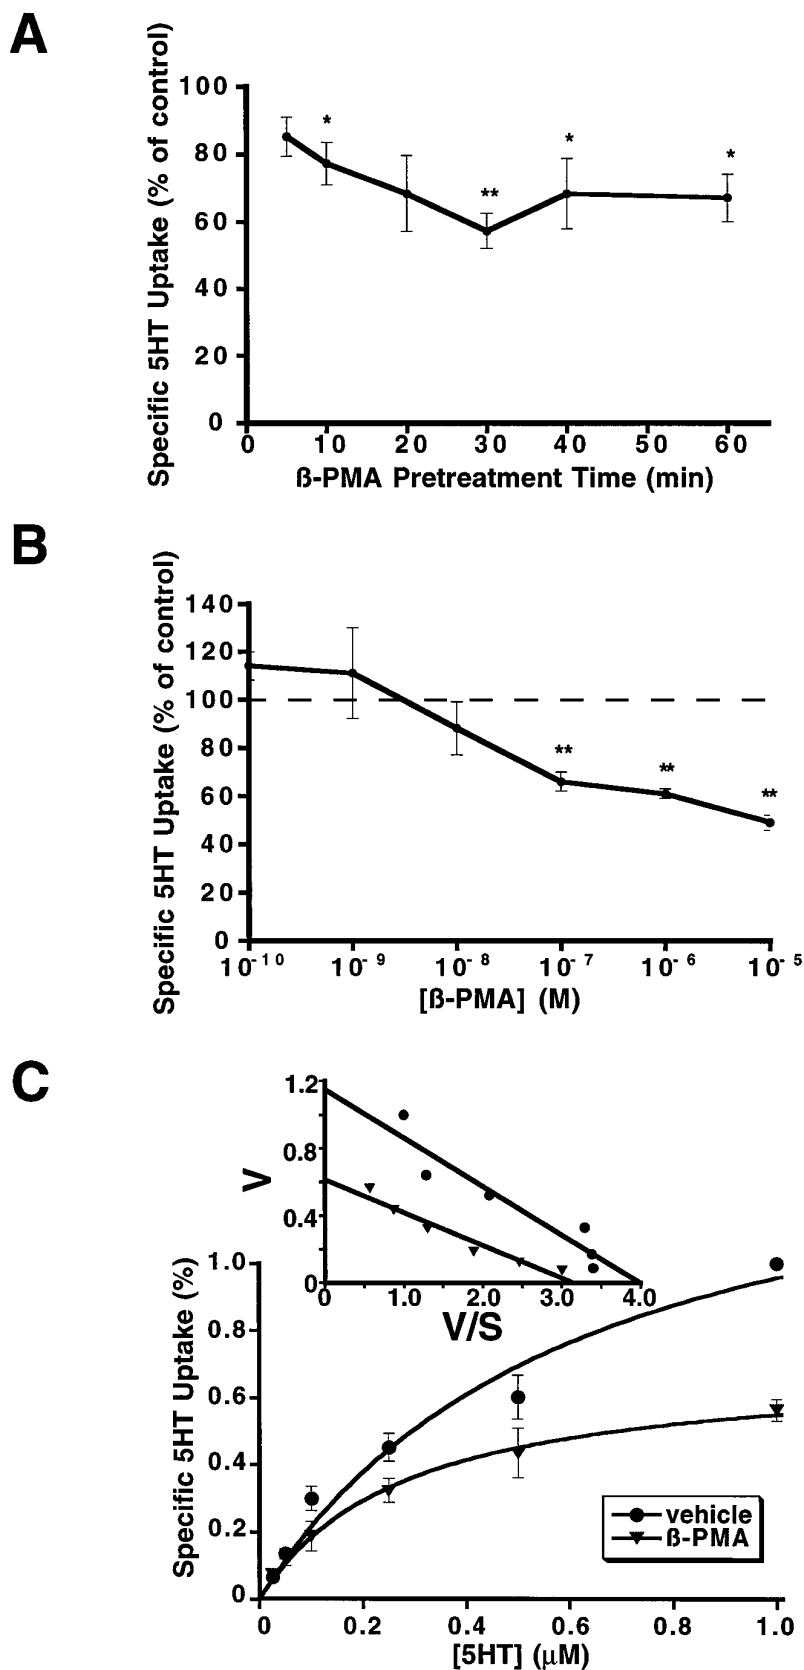 A
Specific 5HT Uptake (% of control)
100
80
60
40
20
0
*
*
**
*
0 10 20 30 40 50 60
ß-PMA Pretreatment Time (min)
B
Specific 5HT Uptake (% of control)
140
120
100
80
60
40
20
0
**
**
**
10-10 10-9 10-8 10-7 10-6 10-5
[ß-PMA] (M)
C
V
1.2
0.8
0.4
0
0 1.0 2.0 3.0 4.0
V/S
Specific 5HT Uptake (%)
1.0
0.8
0.6
0.4
0.2
0
vehicle
ß-PMA
0 0.2 0.4 0.6 0.8 1.0
[5HT] (µM)